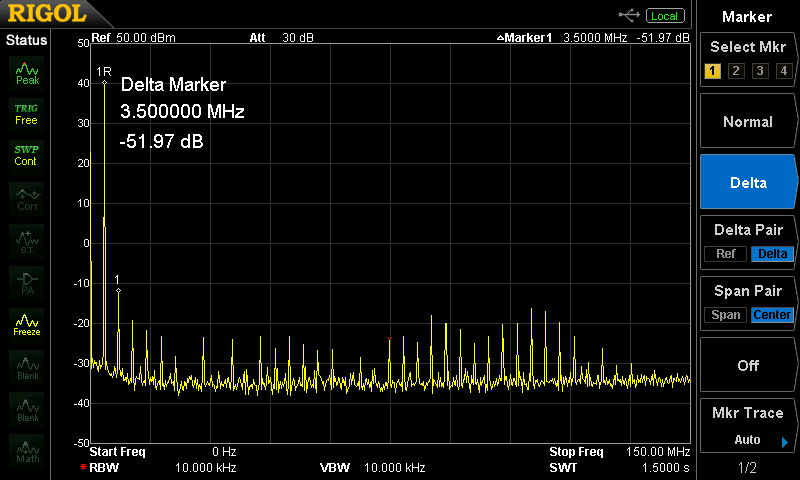 RIGOL
Local
Status
Ref 50.00 dBm Att 30 dB Marker1 3.5000 MHz -51.97 dB
Peak
TRIG
Free
SWP
Cont
Corr
S.T.
PA
Freeze
Blank
Blank
Math
50
40
30
20
10
0
-10
-20
-30
-40
-50
1R
1
Delta Marker
3.500000 MHz
-51.97 dB
Start Freq 0 Hz Stop Freq 150.00 MHz
RBW 10.000 kHz VBW 10.000 kHz SWT 1.5000 s
Marker
Select Mkr
1 2 3 4
Normal
Delta
Delta Pair
Ref Delta
Span Pair
Span Center
Off
Mkr Trace
Auto
1/2